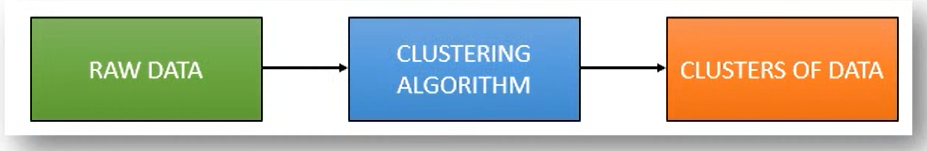 RAW DATA
CLUSTERING
ALGORITHM
CLUSTERS OF DATA